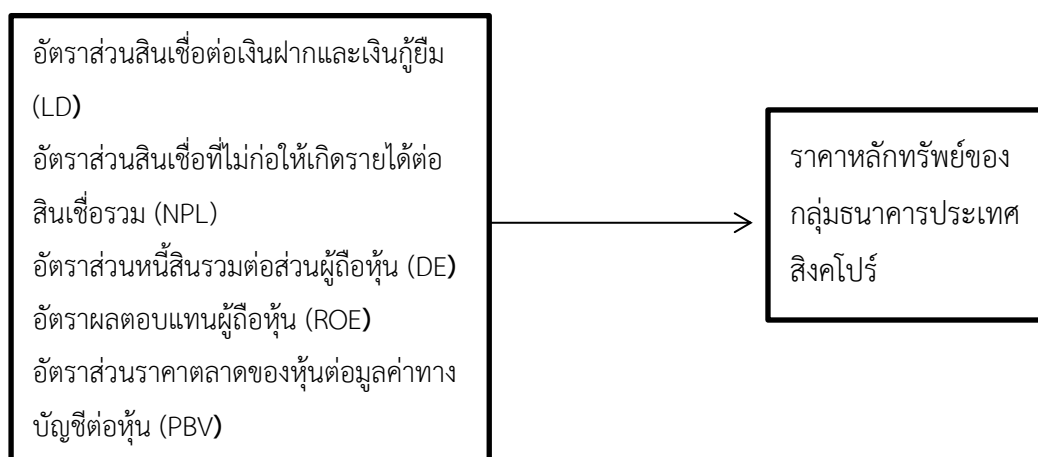 อัตราส่วนสินเชื่อต่อเงินฝากและเงินกู้ยืม
(LD)
อัตราส่วนสินเชื่อที่ไม่ก่อให้เกิดรายได้ต่อ
สินเชื่อรวม (NPL)
อัตราส่วนหนี้สินรวมต่อส่วนผู้ถือหุ้น (DE)
อัตราผลตอบแทนผู้ถือหุ้น (ROE)
อัตราส่วนราคาตลาดของหุ้นต่อมูลค่าทาง
บัญชีต่อหุ้น (PBV)
ราคาหลักทรัพย์ของ
กลุ่มธนาคารประเทศ
สิงคโปร์